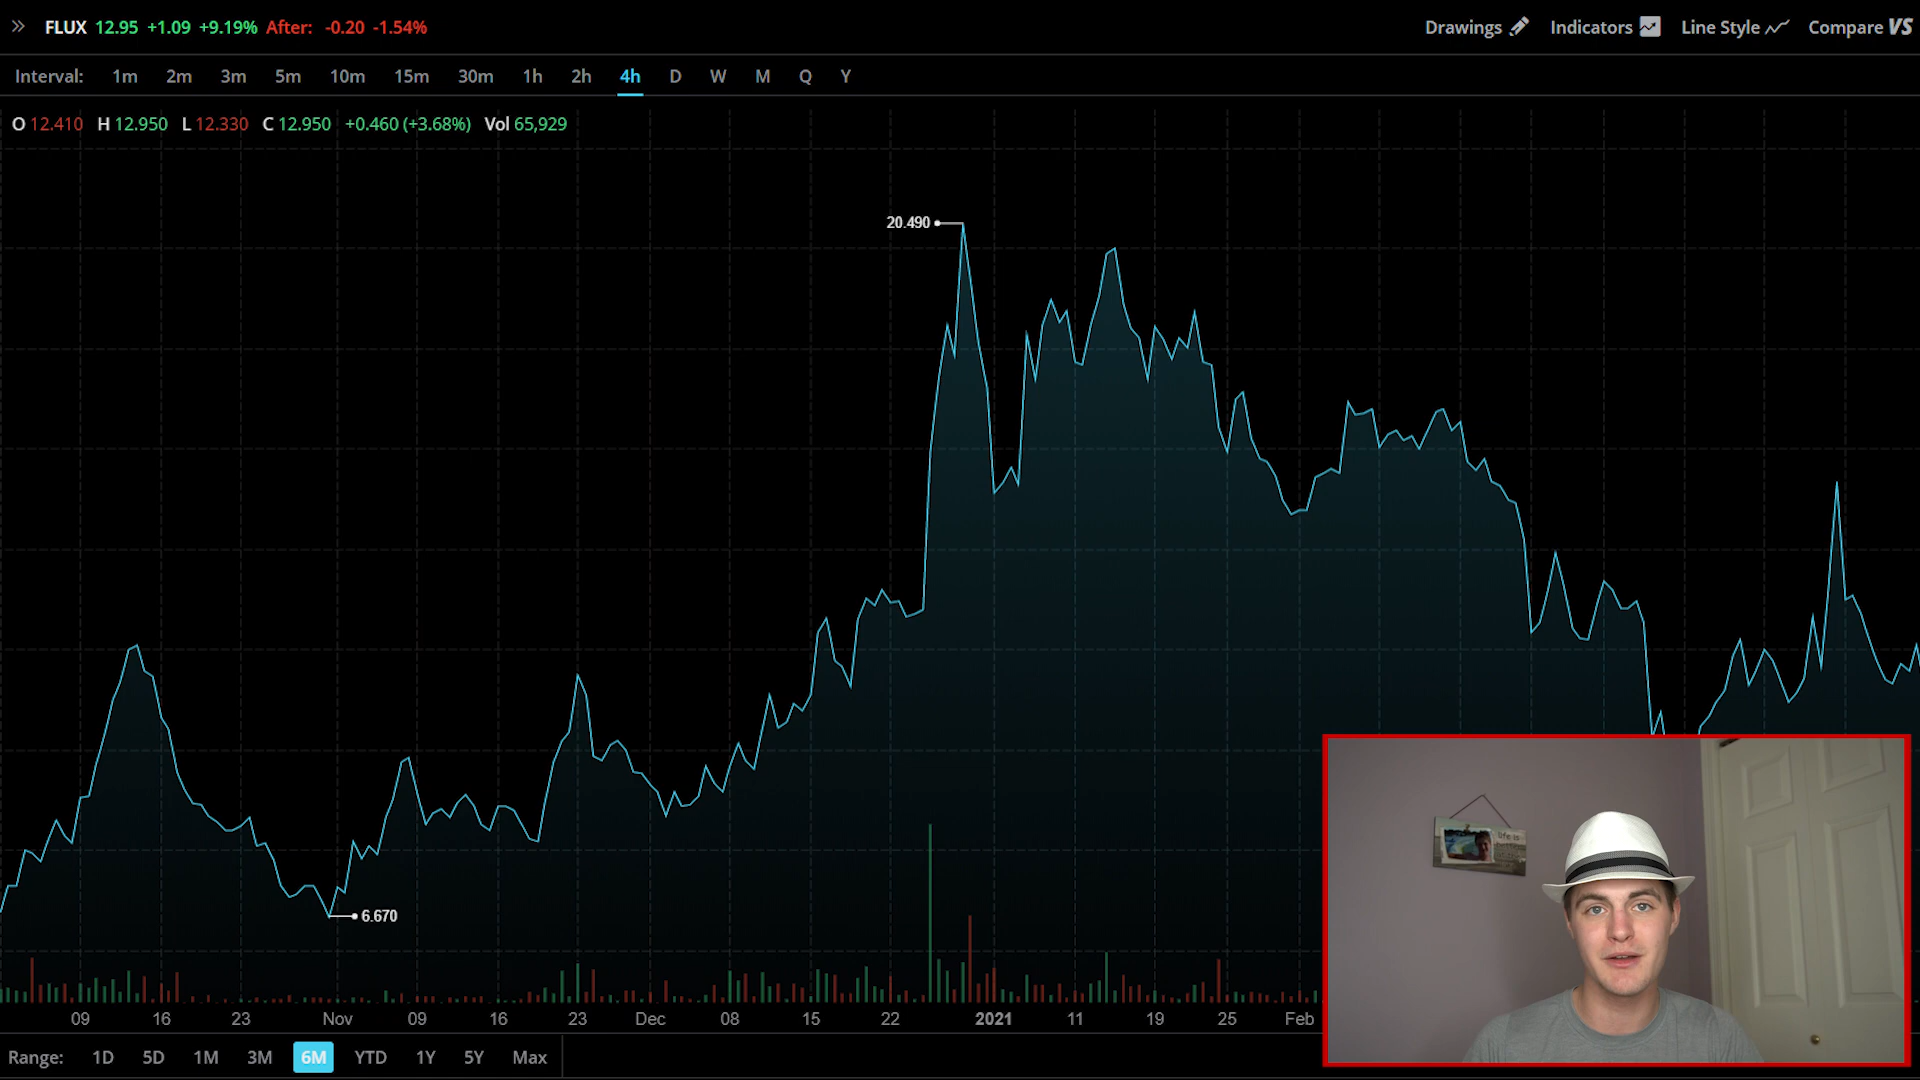 FLUX 12.95 +1.09 +9.19% After: -0.20 -1.54%
Drawings Indicators Line Style Compare VS
Interval: 1m 2m 3m 5m 10m 15m 30m 1h 2h 4h D W M Q Y
O 12.410 H 12.950 L 12.330 C 12.950 +0.460 (+3.68%) Vol 65,929
20.490
6.670
life is
09 16 23 Nov 09 16 23 Dec 08 15 22 2021 11 19 25 Feb
Range: 1D 5D 1M 3M 6M YTD 1Y 5Y Max